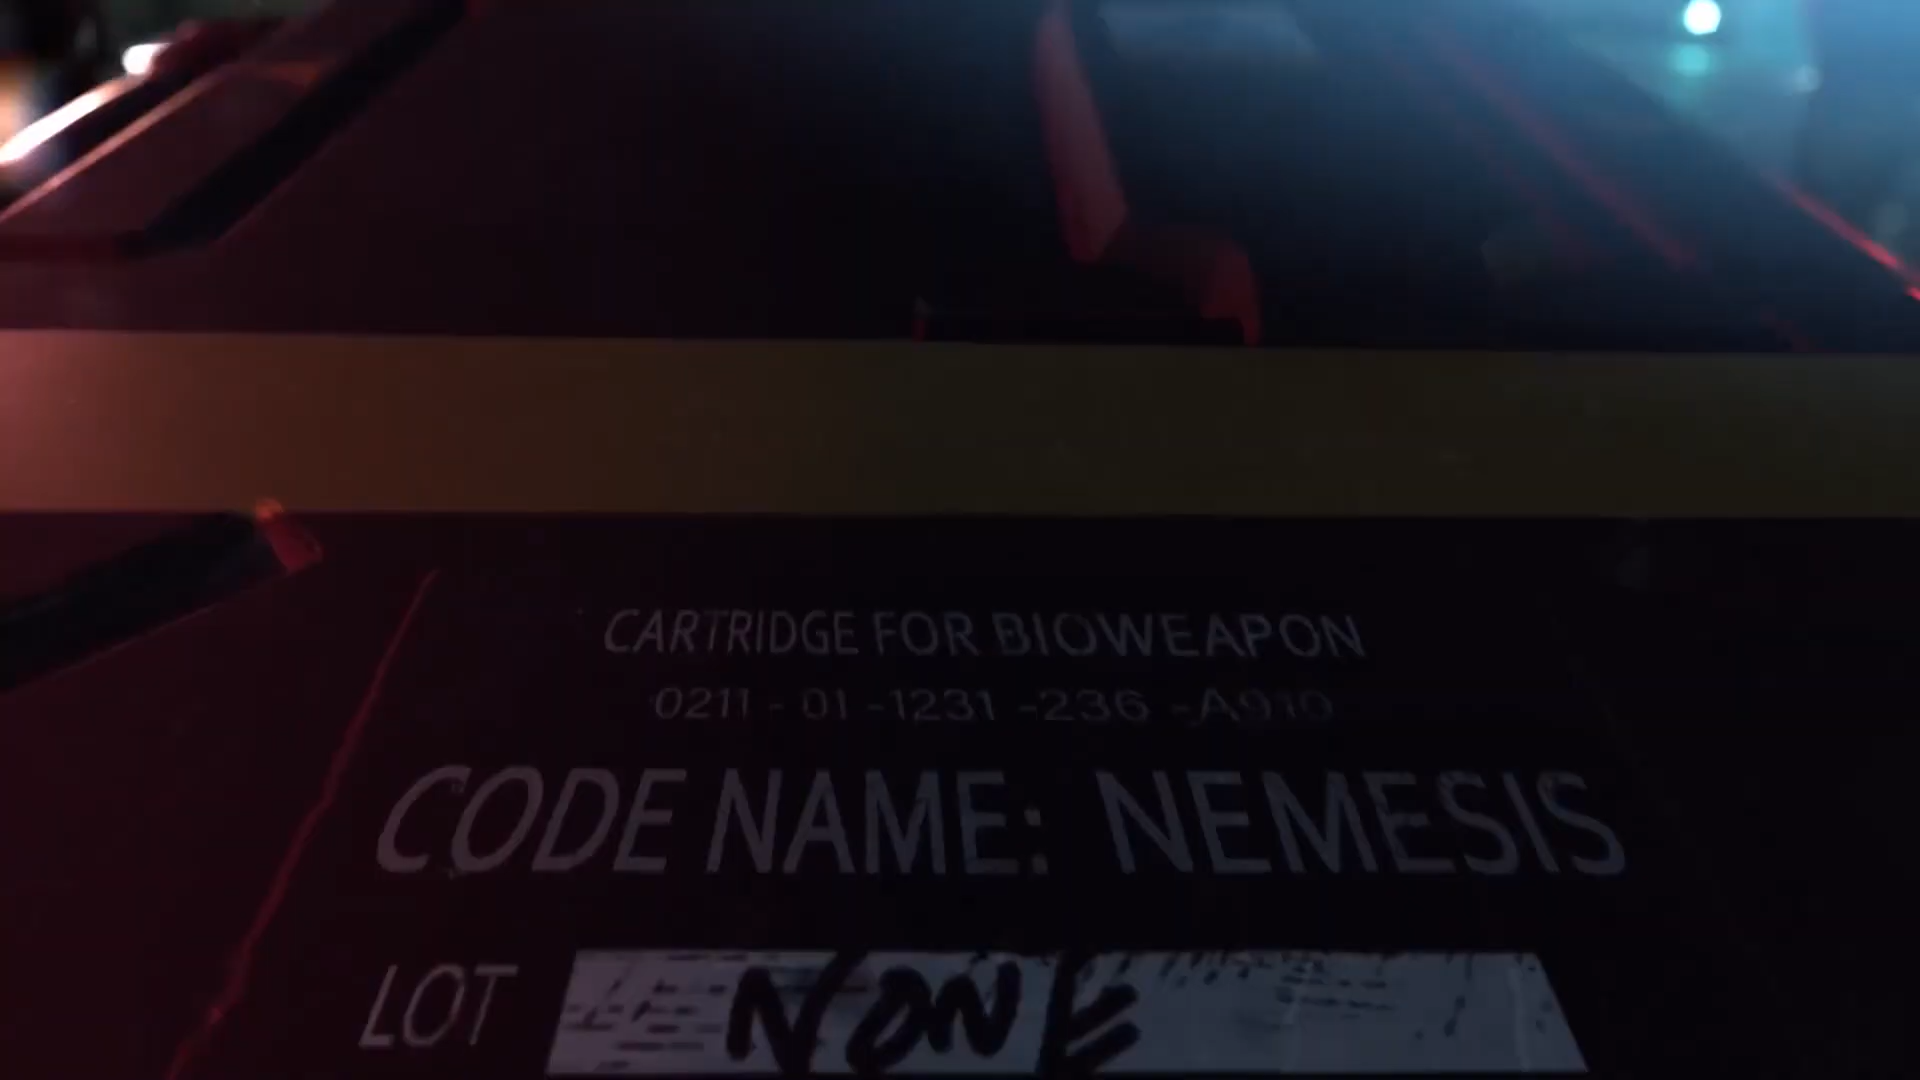 CARTRIDGE FOR BIOWEAPON
0211 - 01 -1231 -236 -A910
CODE NAME: NEMESIS
LOT NONE